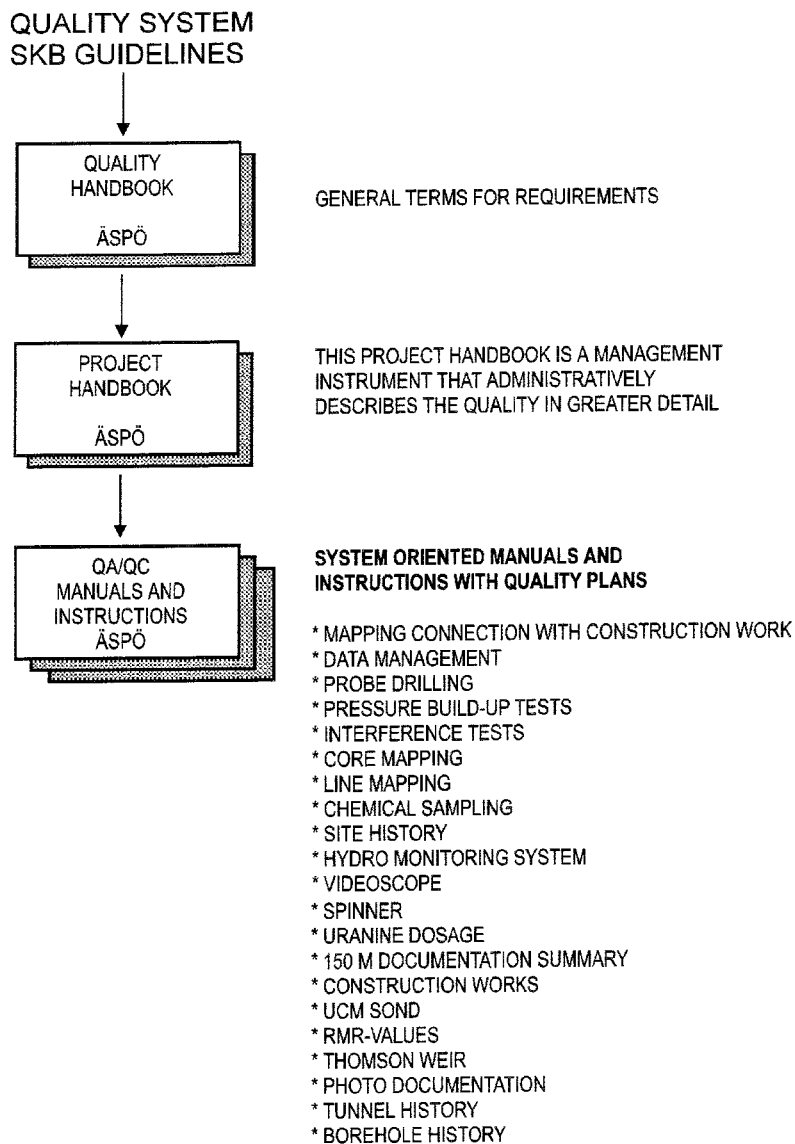 QUALITY SYSTEM
SKB GUIDELINES
QUALITY
HANDBOOK
ÄSPÖ
GENERAL TERMS FOR REQUIREMENTS
PROJECT
HANDBOOK
ÄSPÖ
THIS PROJECT HANDBOOK IS A MANAGEMENT
INSTRUMENT THAT ADMINISTRATIVELY
DESCRIBES THE QUALITY IN GREATER DETAIL
QA/QC
MANUALS AND
INSTRUCTIONS
ÄSPÖ
SYSTEM ORIENTED MANUALS AND
INSTRUCTIONS WITH QUALITY PLANS
* MAPPING CONNECTION WITH CONSTRUCTION WORK
* DATA MANAGEMENT
* PROBE DRILLING
* PRESSURE BUILD-UP TESTS
* INTERFERENCE TESTS
* CORE MAPPING
* LINE MAPPING
* CHEMICAL SAMPLING
* SITE HISTORY
* HYDRO MONITORING SYSTEM
* VIDEOSCOPE
* SPINNER
* URANINE DOSAGE
* 150 M DOCUMENTATION SUMMARY
* CONSTRUCTION WORKS
* UCM SOND
* RMR-VALUES
* THOMSON WEIR
* PHOTO DOCUMENTATION
* TUNNEL HISTORY
* BOREHOLE HISTORY